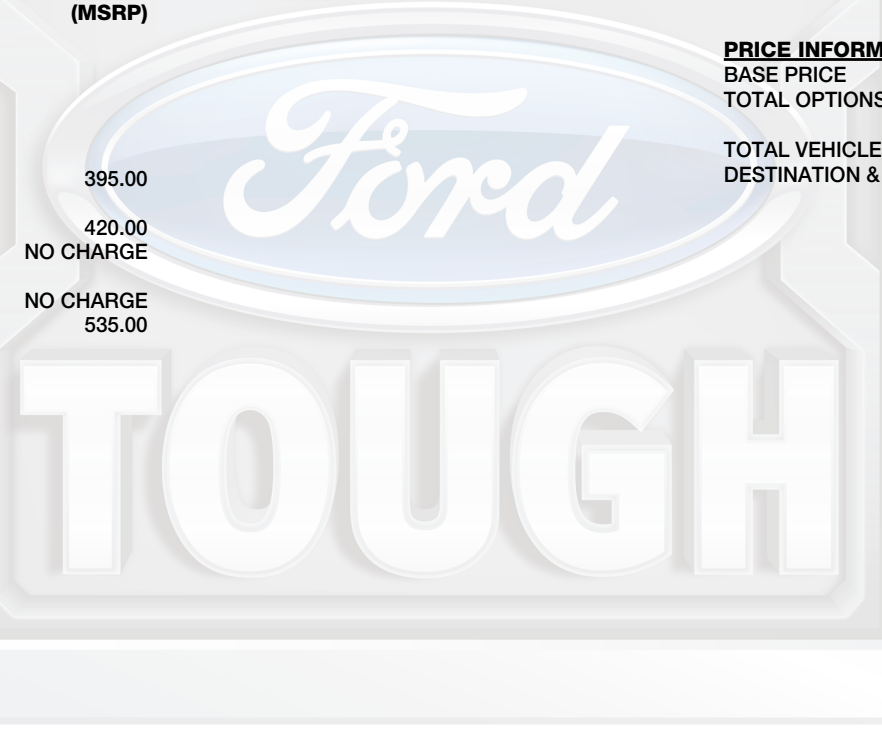 (MSRP)
PRICE INFORM
BASE PRICE
TOTAL OPTIONS
TOTAL VEHICLE
DESTINATION &
395.00
420.00
NO CHARGE
NO CHARGE
535.00
Ford
TOUGH